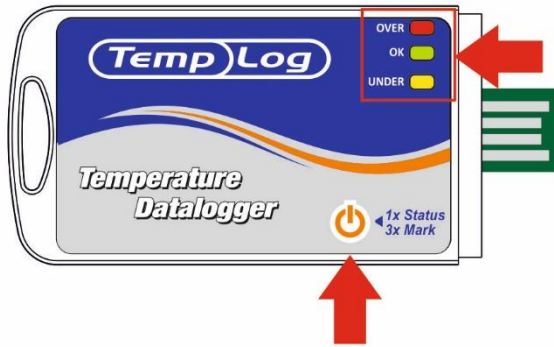 OVER
OK
UNDER
Temp Log
Temperature
Datalogger
1x Status
3x Mark